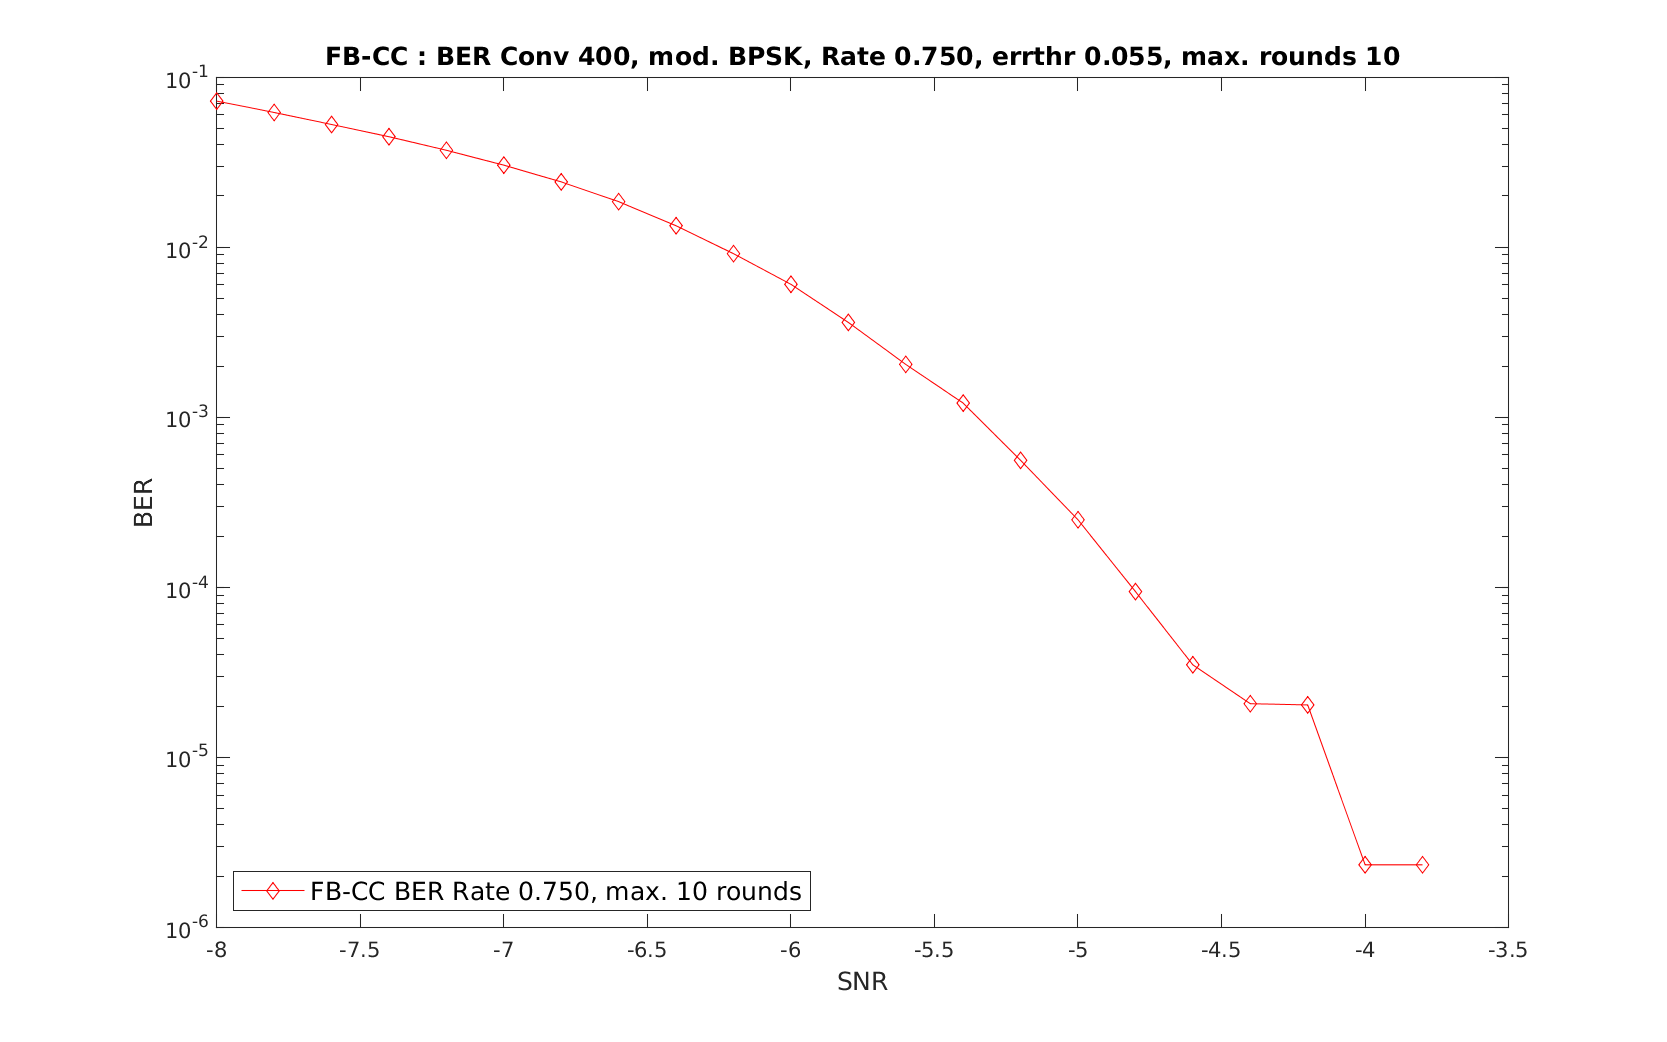 FB-CC : BER Conv 400, mod. BPSK, Rate 0.750, errthr 0.055, max. rounds 10
10^-1
10^-2
10^-3
10^-4
10^-5
10^-6
BER
FB-CC BER Rate 0.750, max. 10 rounds
-8 -7.5 -7 -6.5 -6 -5.5 -5 -4.5 -4 -3.5
SNR